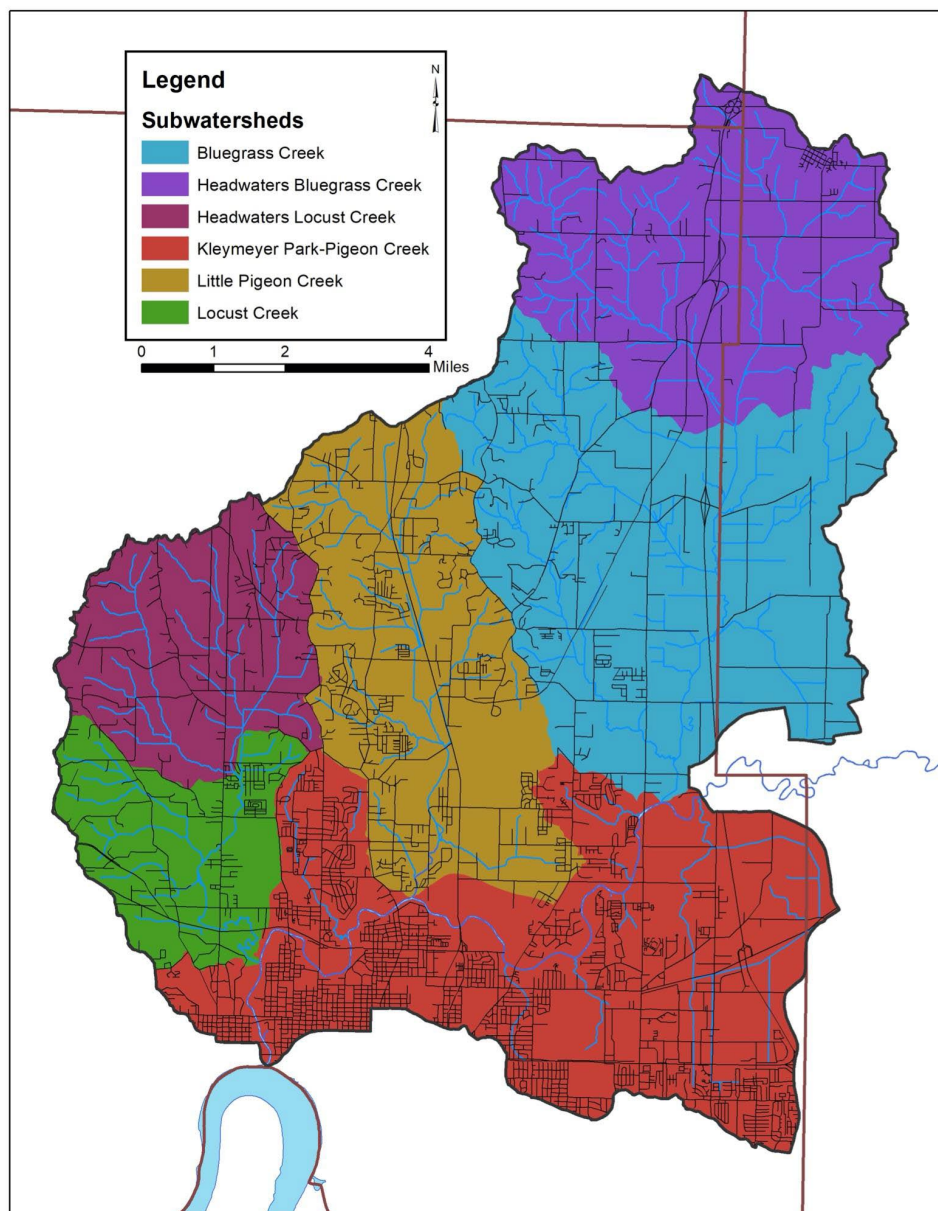 Legend
N
Subwatersheds
Bluegrass Creek
Headwaters Bluegrass Creek
Headwaters Locust Creek
Kleymeyer Park-Pigeon Creek
Little Pigeon Creek
Locust Creek
0 1 2 4
Miles